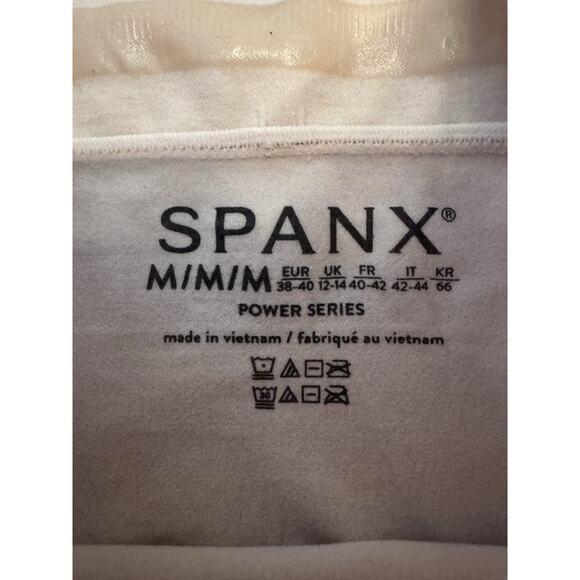 SPANX®
M/M/M EUR 38-40 UK 12-14 FR 40-42 IT 42-44 KR 66
POWER SERIES
made in vietnam / fabriqué au vietnam
30